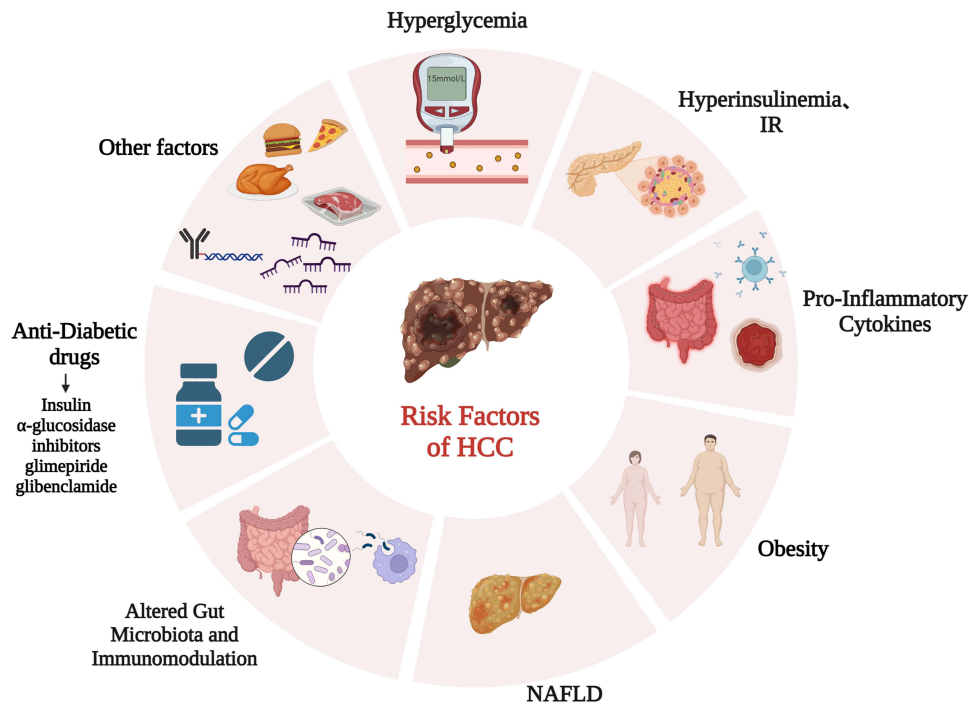 Hyperglycemia
15mmol/L
Hyperinsulinemia、
IR
Other factors
Pro-Inflammatory
Cytokines
Anti-Diabetic
drugs
Insulin
α-glucosidase
inhibitors
glimepiride
glibenclamide
Risk Factors
of HCC
Obesity
Altered Gut
Microbiota and
Immunomodulation
NAFLD